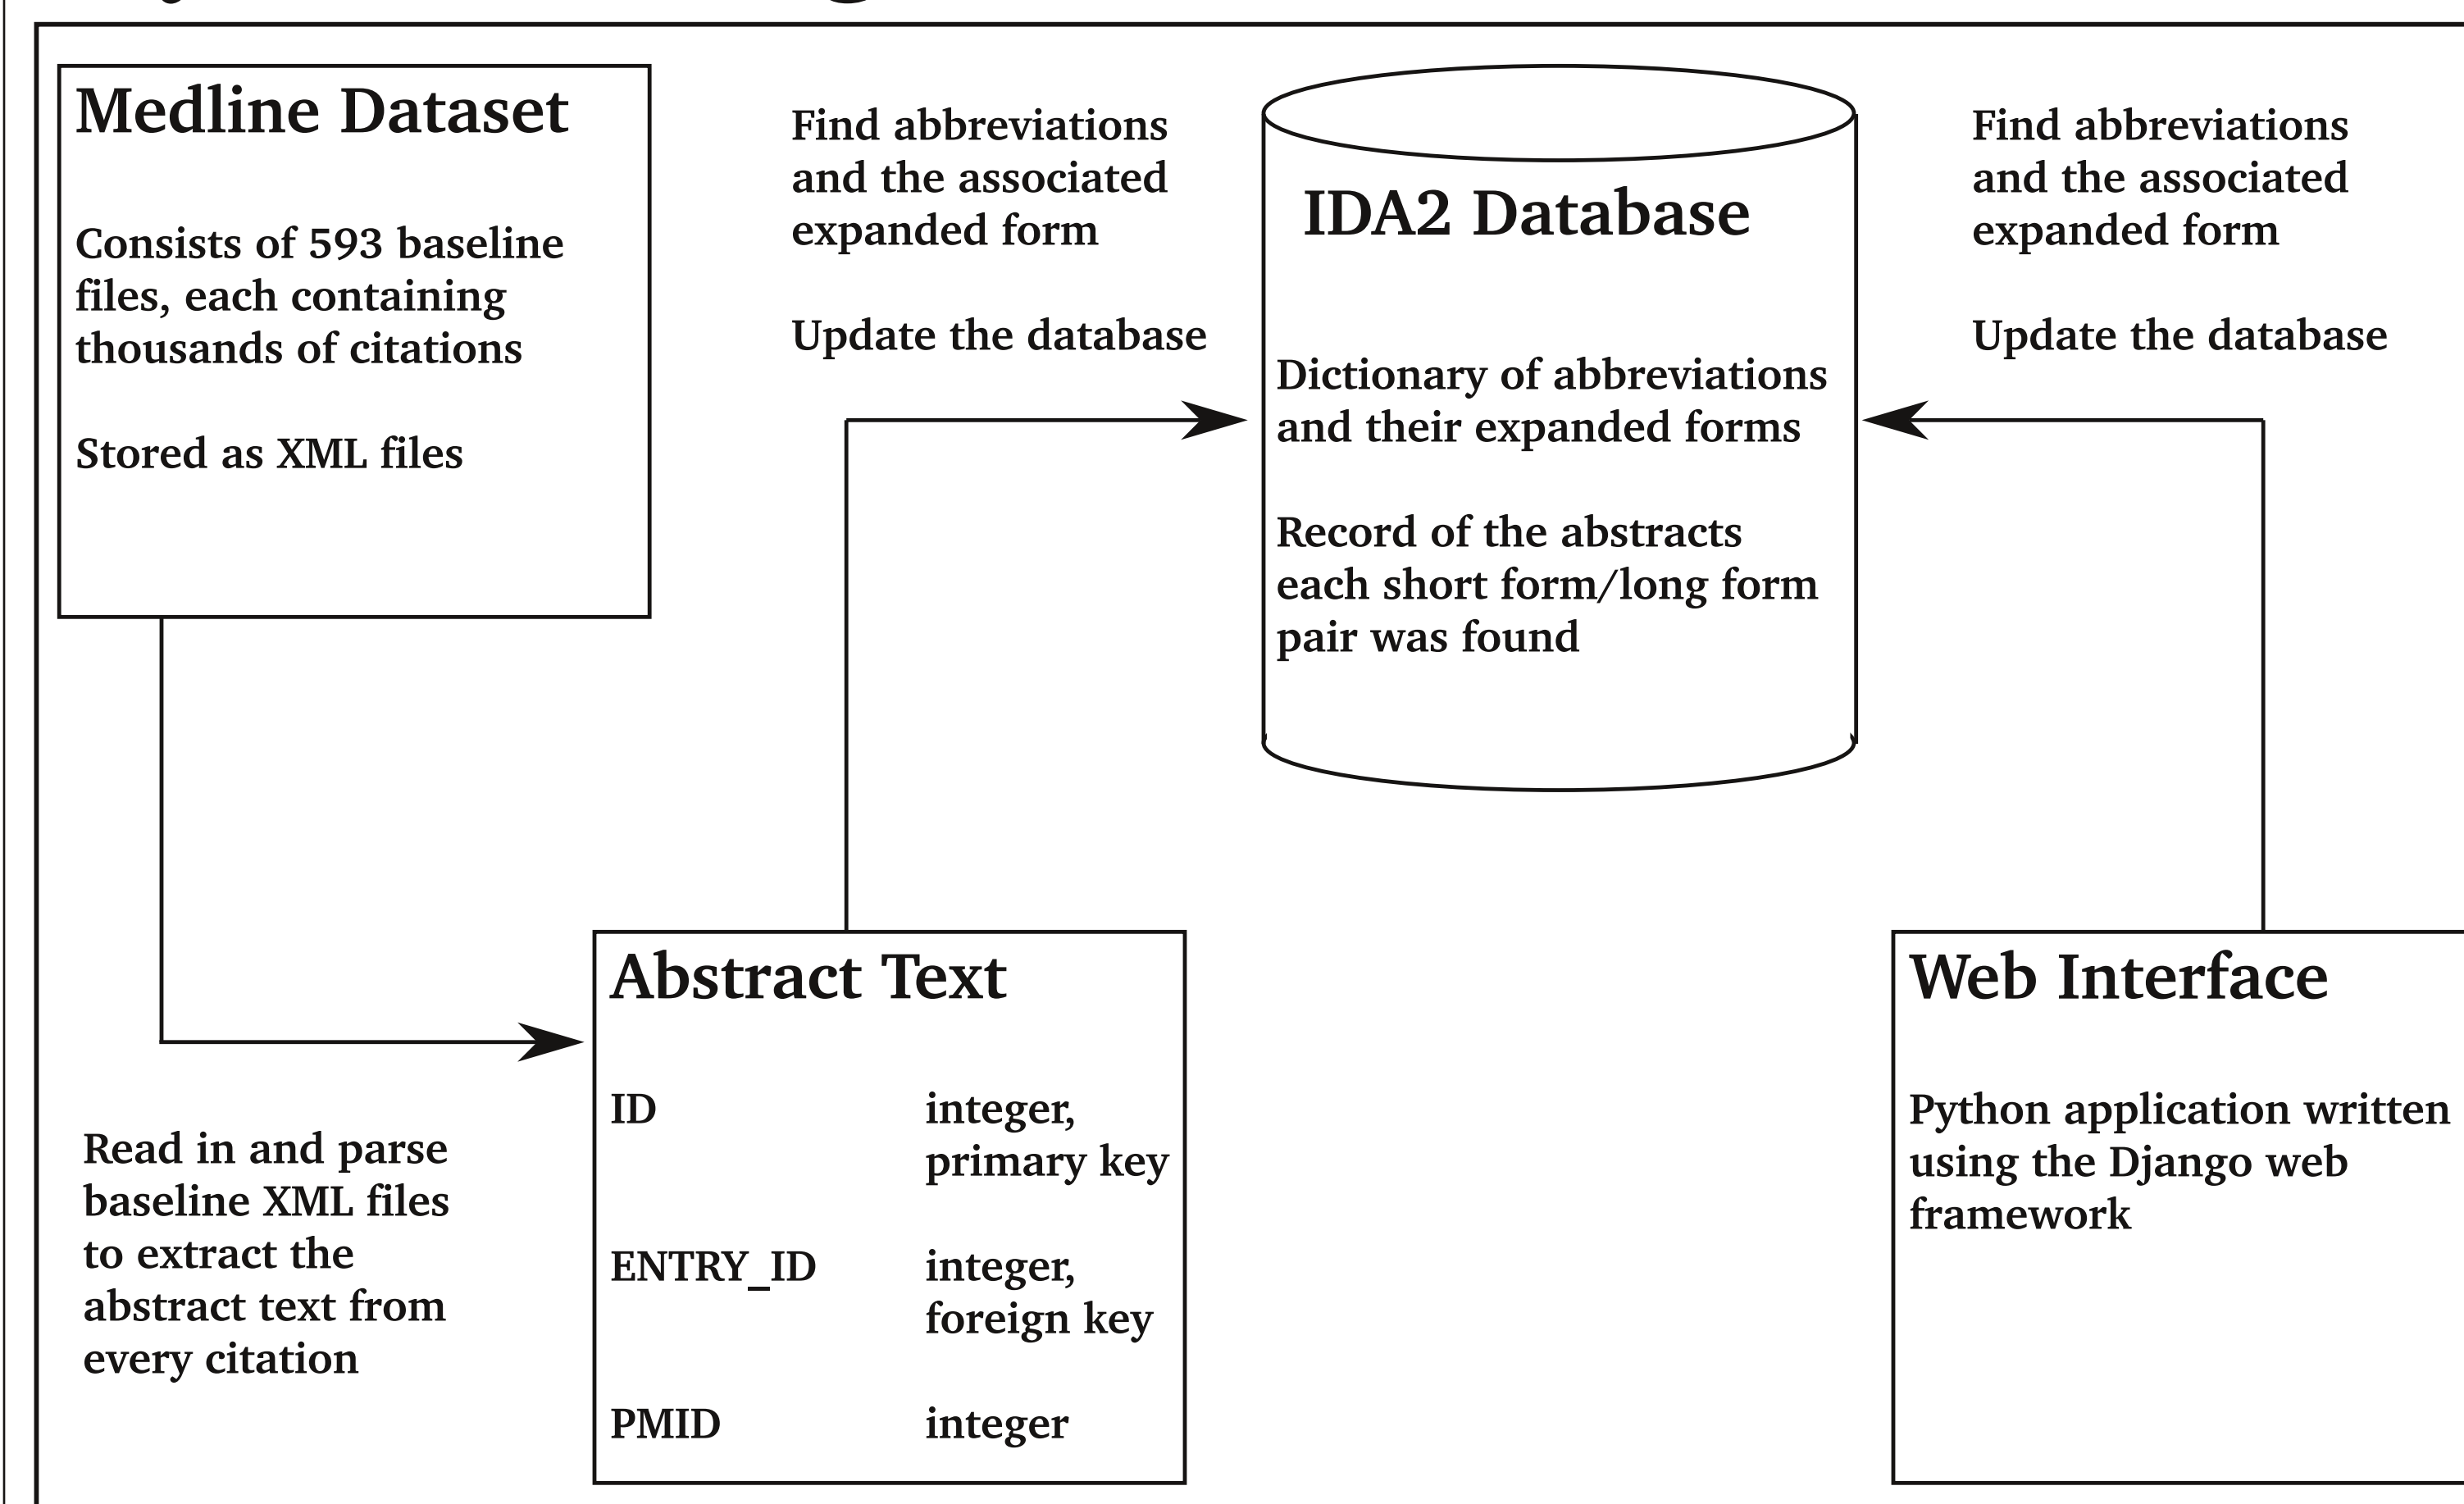 Medline Dataset
Consists of 593 baseline
files, each containing
thousands of citations
Stored as XML files
Find abbreviations
and the associated
expanded form
Update the database
IDA2 Database
Dictionary of abbreviations
and their expanded forms
Record of the abstracts
each short form/long form
pair was found
Find abbreviations
and the associated
expanded form
Update the database
Read in and parse
baseline XML files
to extract the
abstract text from
every citation
Abstract Text
ID integer,
primary key
ENTRY_ID integer,
foreign key
PMID integer
Web Interface
Python application written
using the Django web
framework